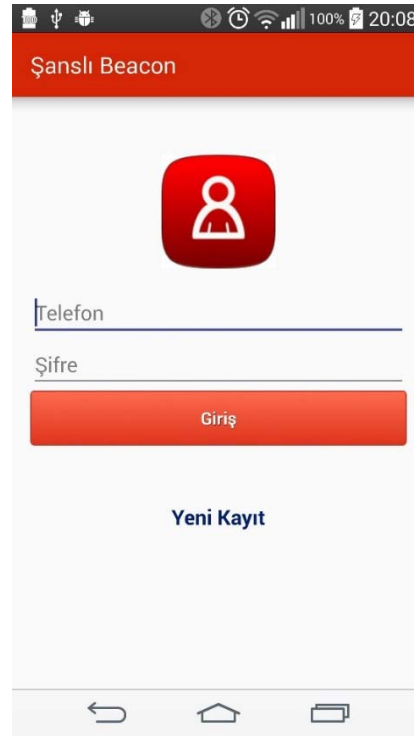 100% 20:08
Şanslı Beacon
Telefon
Şifre
Giriş
Yeni Kayıt